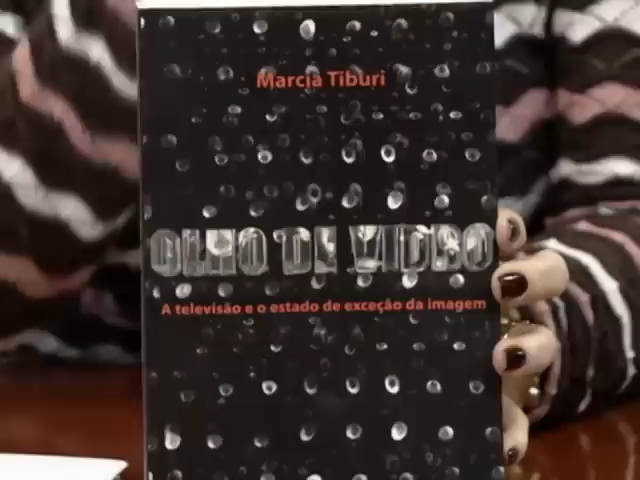 Marcia Tiburi
OLHO DE VIDRO
A televisão e o estado de exceção da imagem